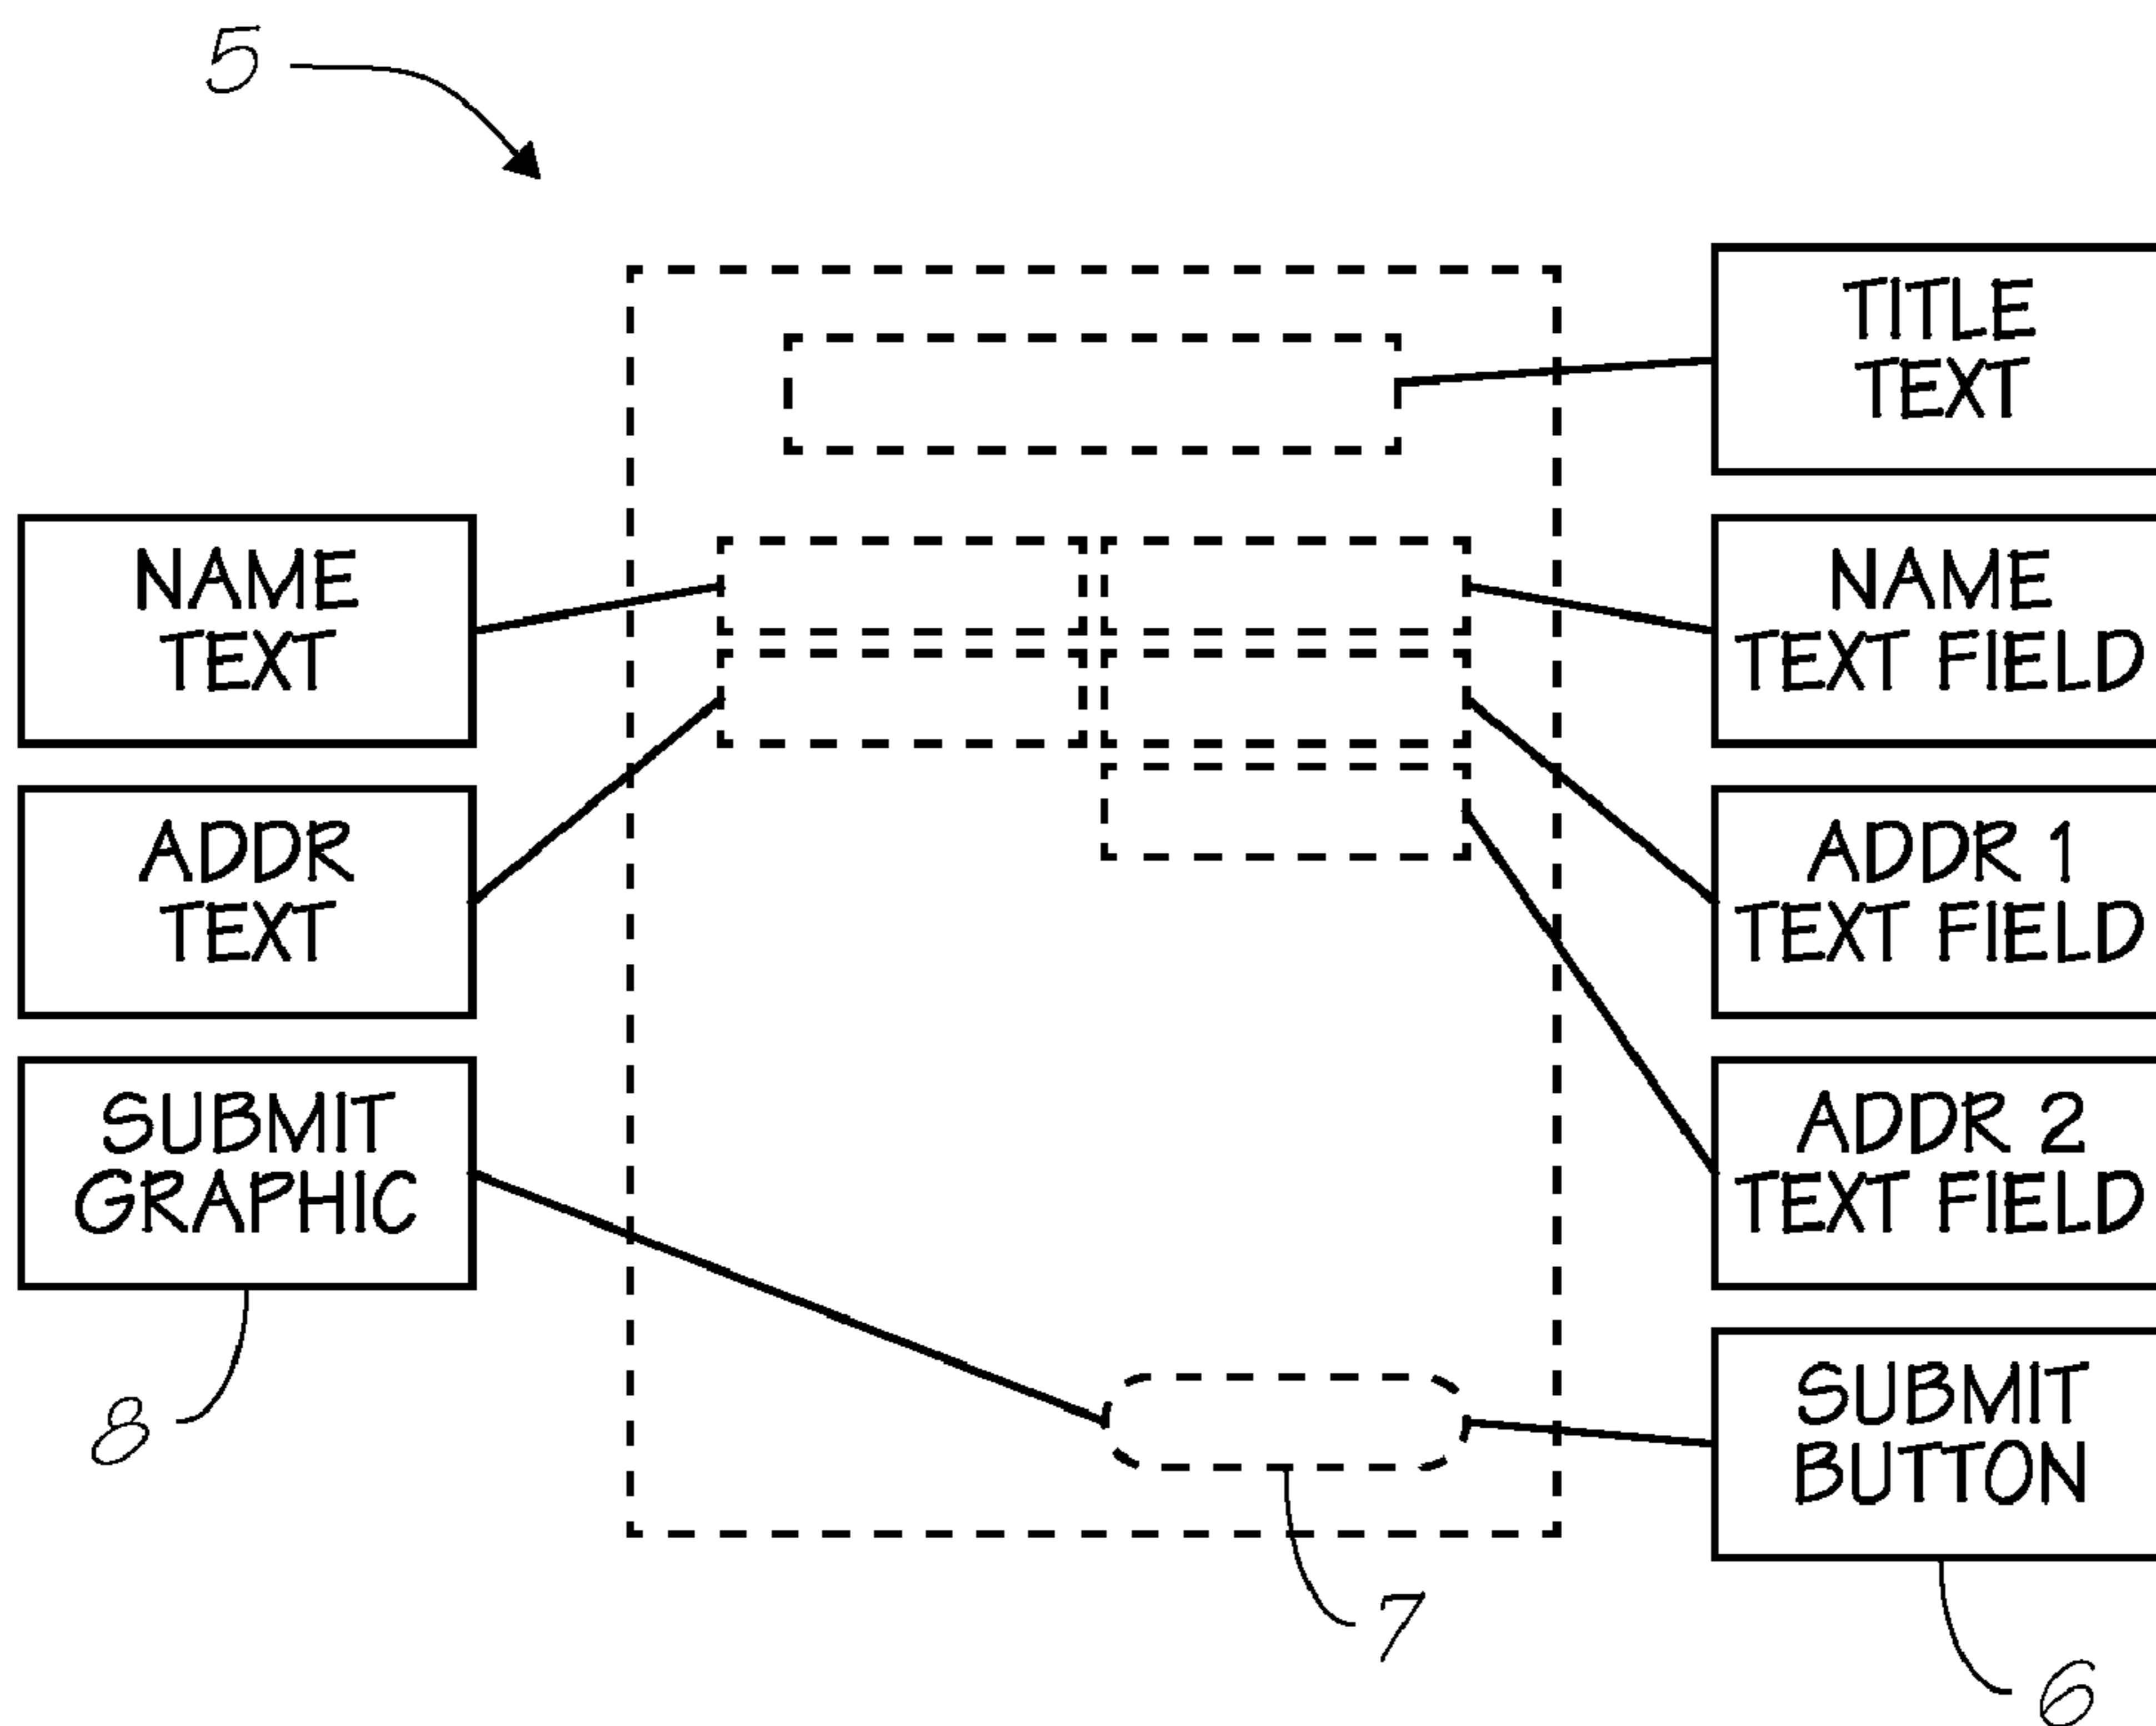 5
TITLE
TEXT
NAME
TEXT
NAME
TEXT FIELD
ADDR
TEXT
ADDR 1
TEXT FIELD
SUBMIT
GRAPHIC
ADDR 2
TEXT FIELD
SUBMIT
BUTTON
8
7
6